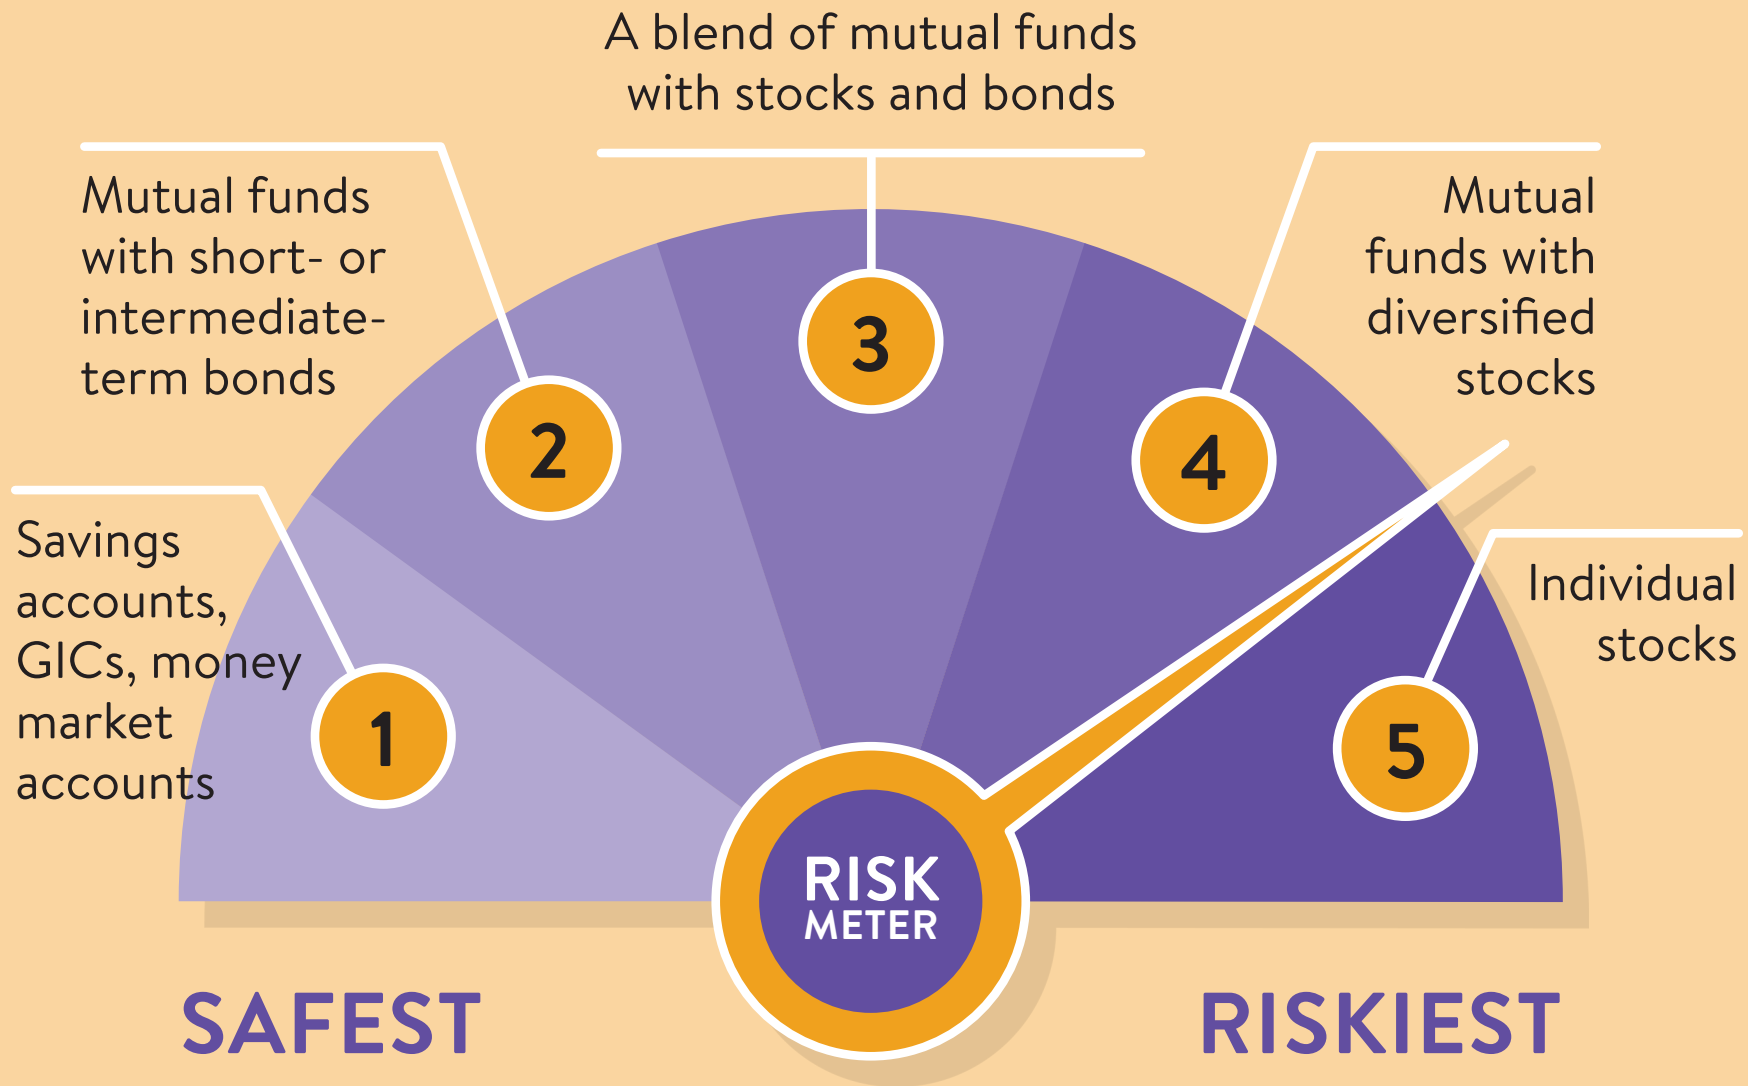 A blend of mutual funds
with stocks and bonds
Mutual funds
with short- or
intermediate-
term bonds
Mutual
funds with
diversified
stocks
Savings
accounts,
GICs, money
market
accounts
Individual
stocks
1
2
3
4
5
RISK
METER
SAFEST
RISKIEST